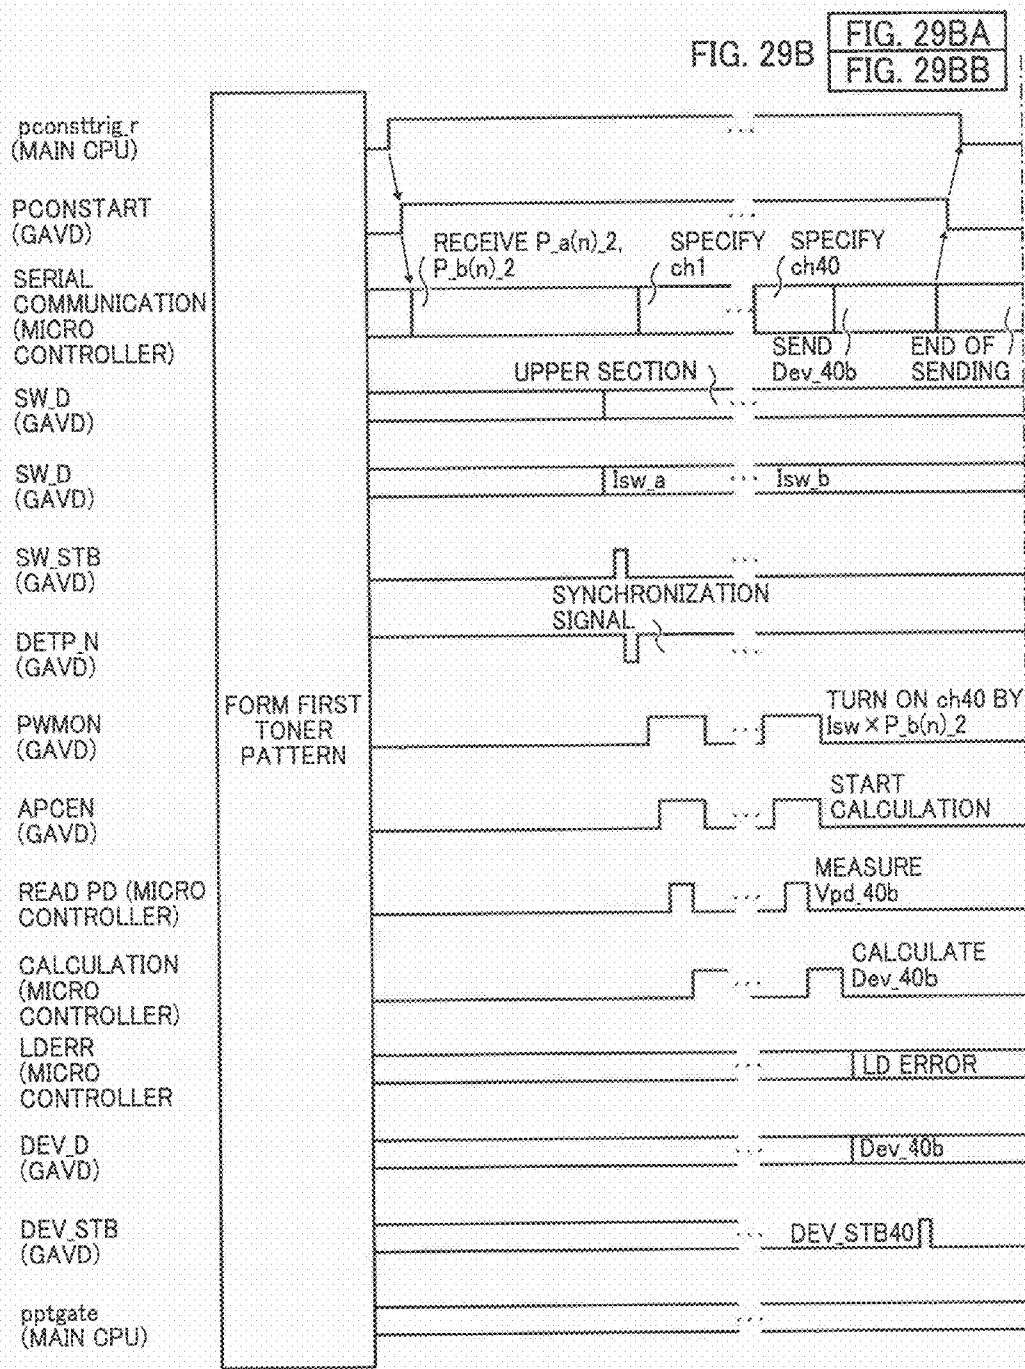 FIG. 29B
FIG. 29BA
FIG. 29BB
pconsttrig_r
(MAIN CPU)
PCONSTART
(GAVD)
RECEIVE P_a(n)_2,
P_b(n)_2
SPECIFY
ch1
SPECIFY
ch40
SERIAL
COMMUNICATION
(MICRO
CONTROLLER)
SEND
Dev_40b
END OF
SENDING
UPPER SECTION
SW_D
(GAVD)
SW_D
(GAVD)
Isw_a
Isw_b
SW_STB
(GAVD)
SYNCHRONIZATION
SIGNAL
DETP_N
(GAVD)
FORM FIRST
TONER
PATTERN
PWMON
(GAVD)
TURN ON ch40 BY
Isw × P_b(n)_2
APCEN
(GAVD)
START
CALCULATION
READ PD (MICRO
CONTROLLER)
MEASURE
Vpd_40b
CALCULATION
(MICRO
CONTROLLER)
CALCULATE
Dev_40b
LDERR
(MICRO
CONTROLLER
LD ERROR
DEV_D
(GAVD)
Dev_40b
DEV_STB
(GAVD)
DEV_STB40
pptgate
(MAIN CPU)